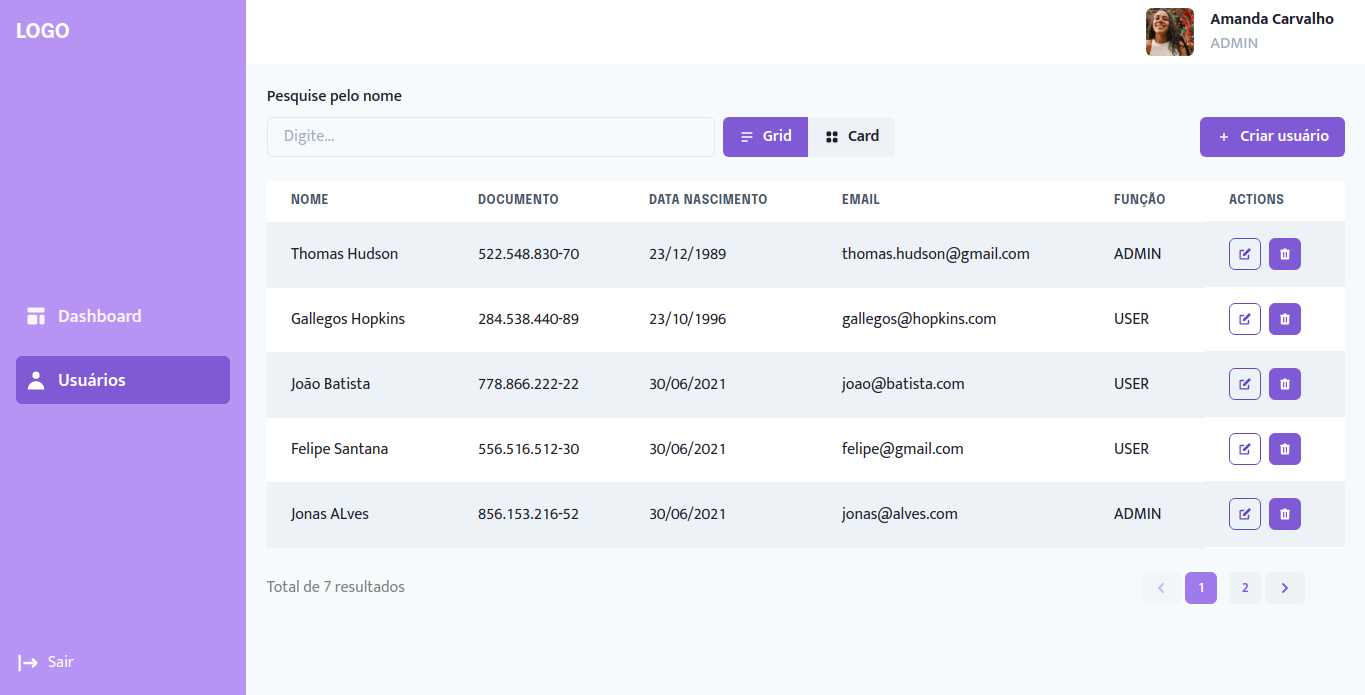 LOGO
Amanda Carvalho
ADMIN
Pesquise pelo nome
Digite...
Grid
Card
+ Criar usuário
NOME DOCUMENTO DATA NASCIMENTO EMAIL FUNÇÃO ACTIONS
Thomas Hudson 522.548.830-70 23/12/1989 thomas.hudson@gmail.com ADMIN
Gallegos Hopkins 284.538.440-89 23/10/1996 gallegos@hopkins.com USER
João Batista 778.866.222-22 30/06/2021 joao@batista.com USER
Felipe Santana 556.516.512-30 30/06/2021 felipe@gmail.com USER
Jonas ALves 856.153.216-52 30/06/2021 jonas@alves.com ADMIN
Total de 7 resultados
1 2
Dashboard
Usuários
Sair